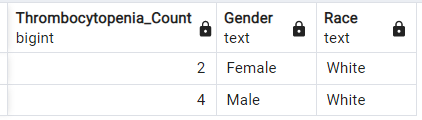 Thrombocytopenia_Count Gender Race
bigint text text
2 Female White
4 Male White